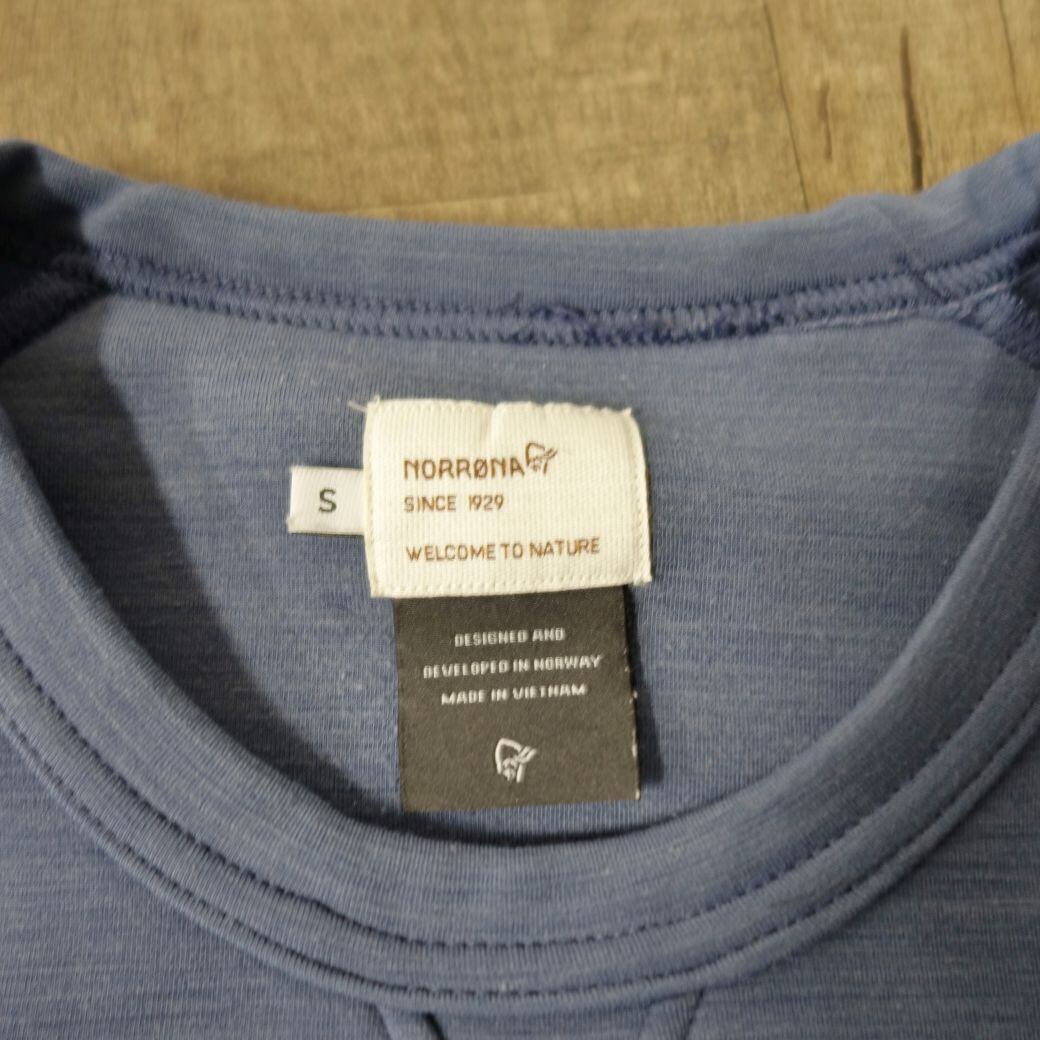 S
NORRØNA
SINCE 1929
WELCOME TO NATURE
DESIGNED AND
DEVELOPED IN NORWAY
MADE IN VIETNAM